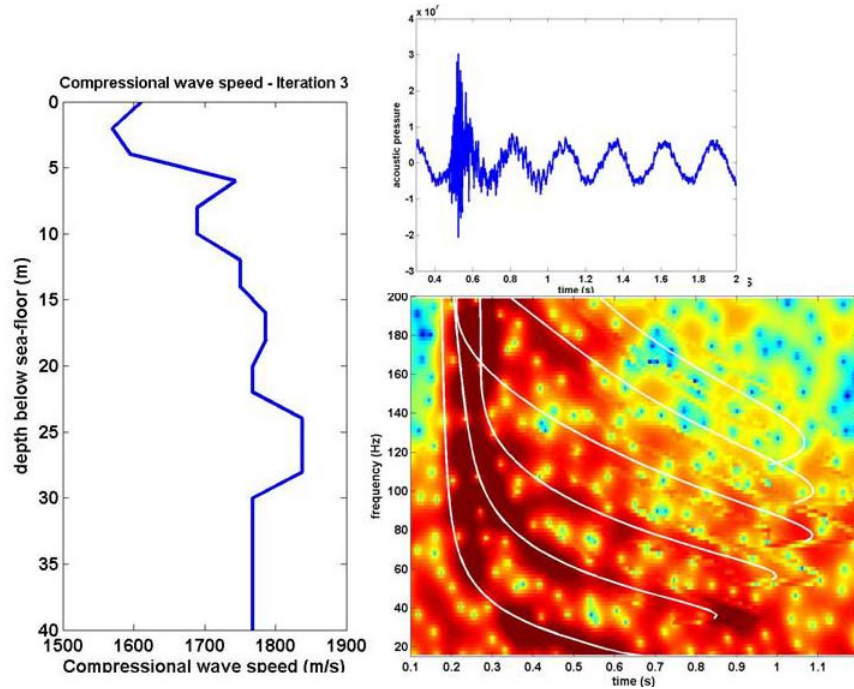 Compressional wave speed - Iteration 3
0
5
10
15
20
25
30
35
40
depth below sea-floor (m)
1500 1600 1700 1800 1900
Compressional wave speed (m/s)
x 10⁷
4
3
2
1
0
-1
-2
-3
acoustic pressure
0.4 0.6 0.8 1 1.2 1.4 1.6 1.8 2
time (s)
s
200
180
160
140
120
100
80
60
40
20
frequency (Hz)
0.1 0.2 0.3 0.4 0.5 0.6 0.7 0.8 0.9 1 1.1
time (s)